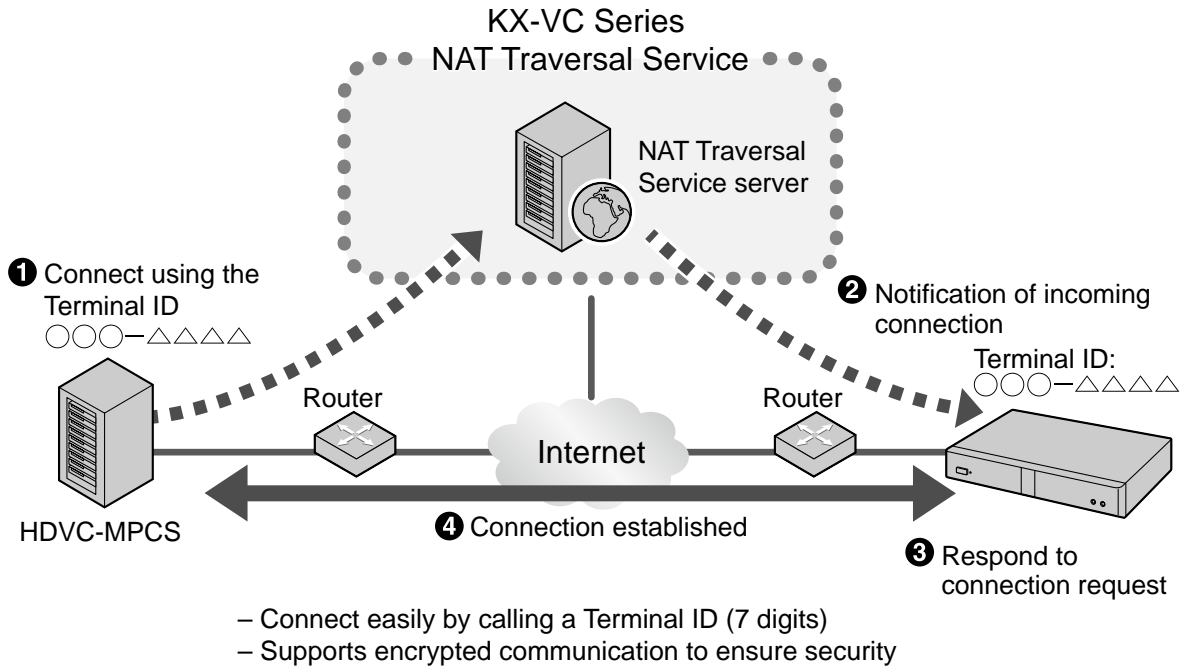 KX-VC Series
NAT Traversal Service
NAT Traversal
Service server
❶ Connect using the
Terminal ID
○○○–△△△△
❷ Notification of incoming
connection
Terminal ID:
○○○–△△△△
Router
Router
Internet
HDVC-MPCS
❹ Connection established
❸ Respond to
connection request
– Connect easily by calling a Terminal ID (7 digits)
– Supports encrypted communication to ensure security